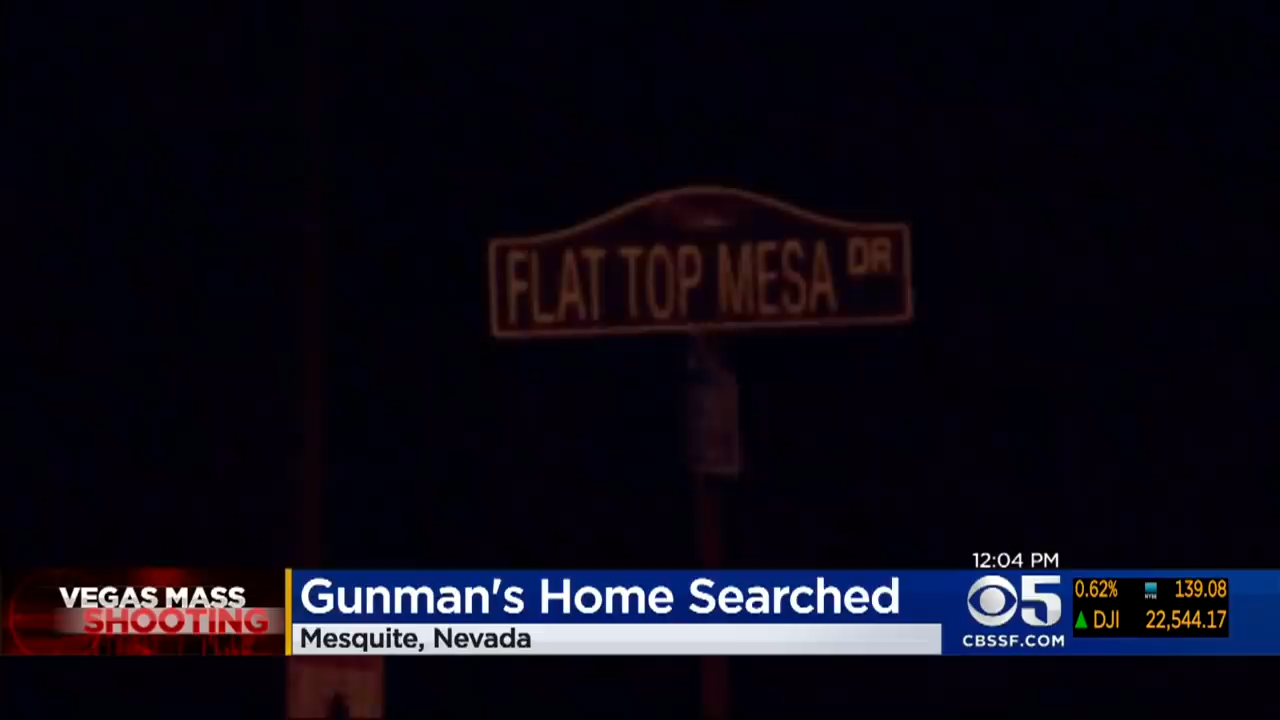 FLAT TOP MESA DR
12:04 PM
VEGAS MASS
SHOOTING
Gunman's Home Searched
Mesquite, Nevada
5
CBSSF.COM
0.62% 139.08
DJI 22,544.17